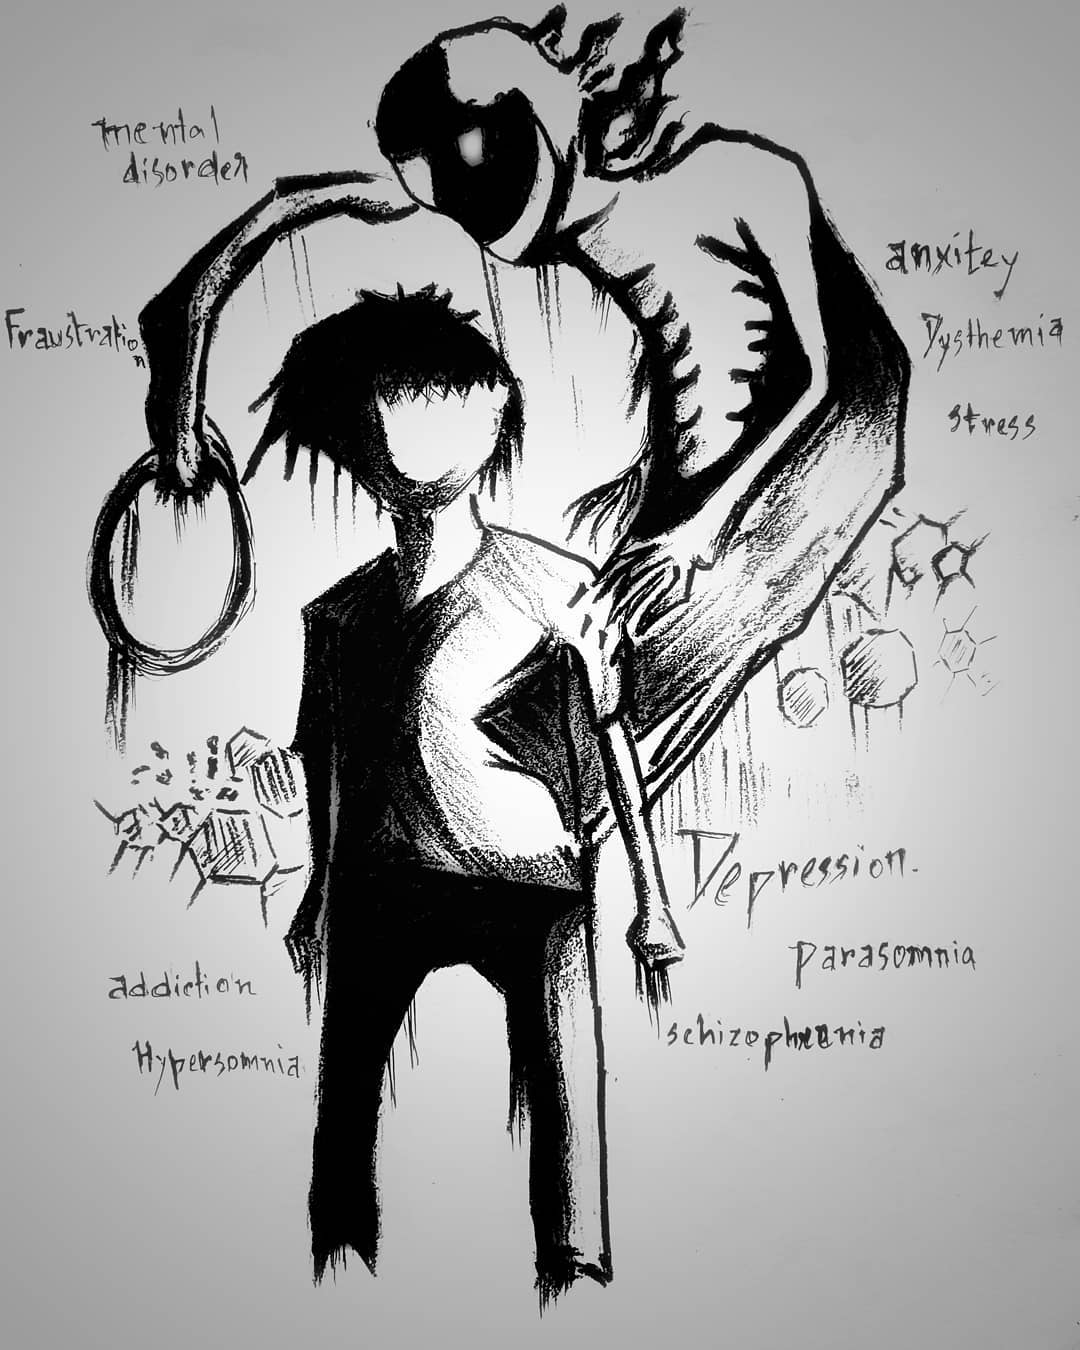 mental
disorder
anxitey
Fraustration
Dysthemia
stress
Depression.
parasomnia
addiction
schizophrenia
Hypersomnia